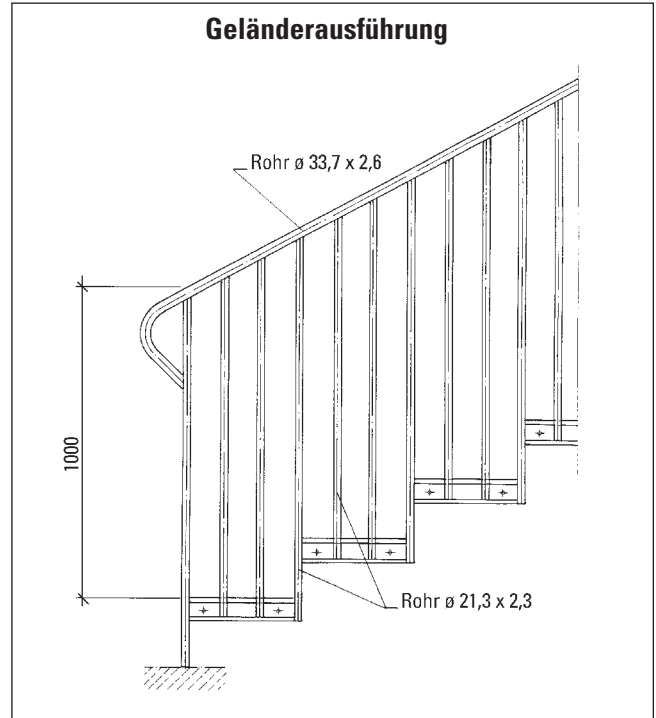 Geländerausführung
Rohr ø 33,7 x 2,6
1000
Rohr ø 21,3 x 2,3